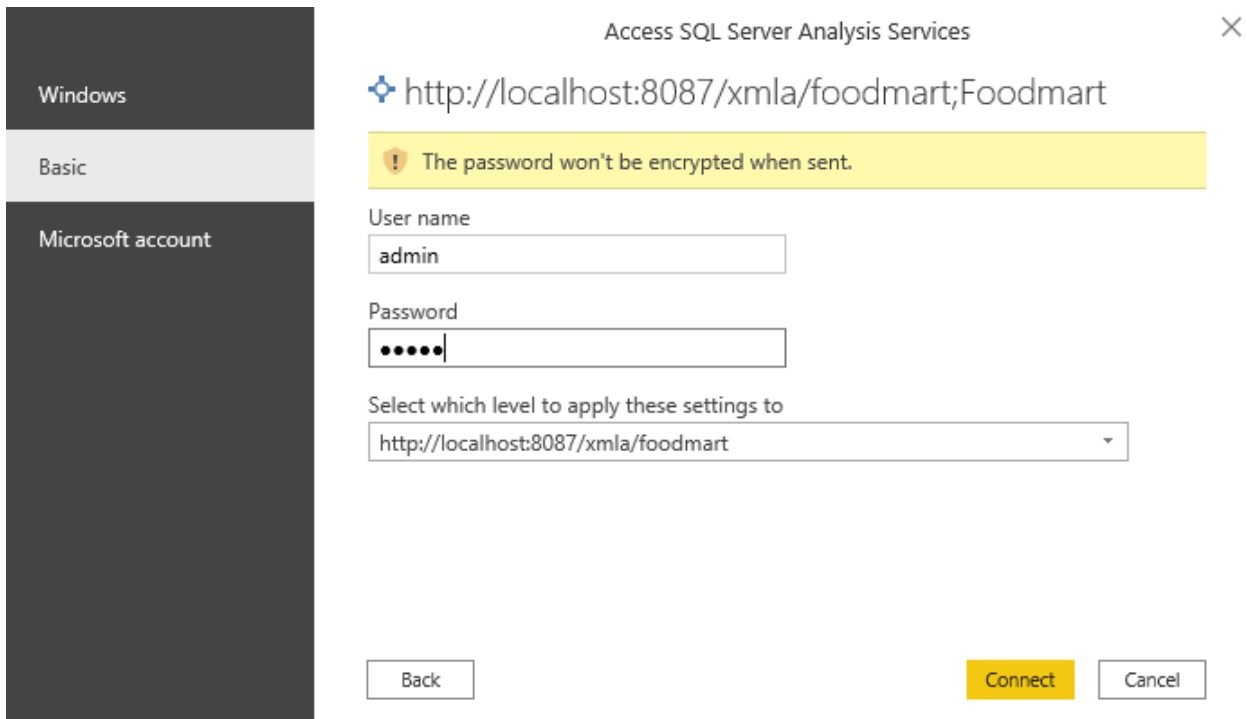 Access SQL Server Analysis Services
Windows
Basic
Microsoft account
http://localhost:8087/xmla/foodmart;Foodmart
The password won't be encrypted when sent.
User name
admin
Password
●●●●●
Select which level to apply these settings to
http://localhost:8087/xmla/foodmart
Back
Connect
Cancel